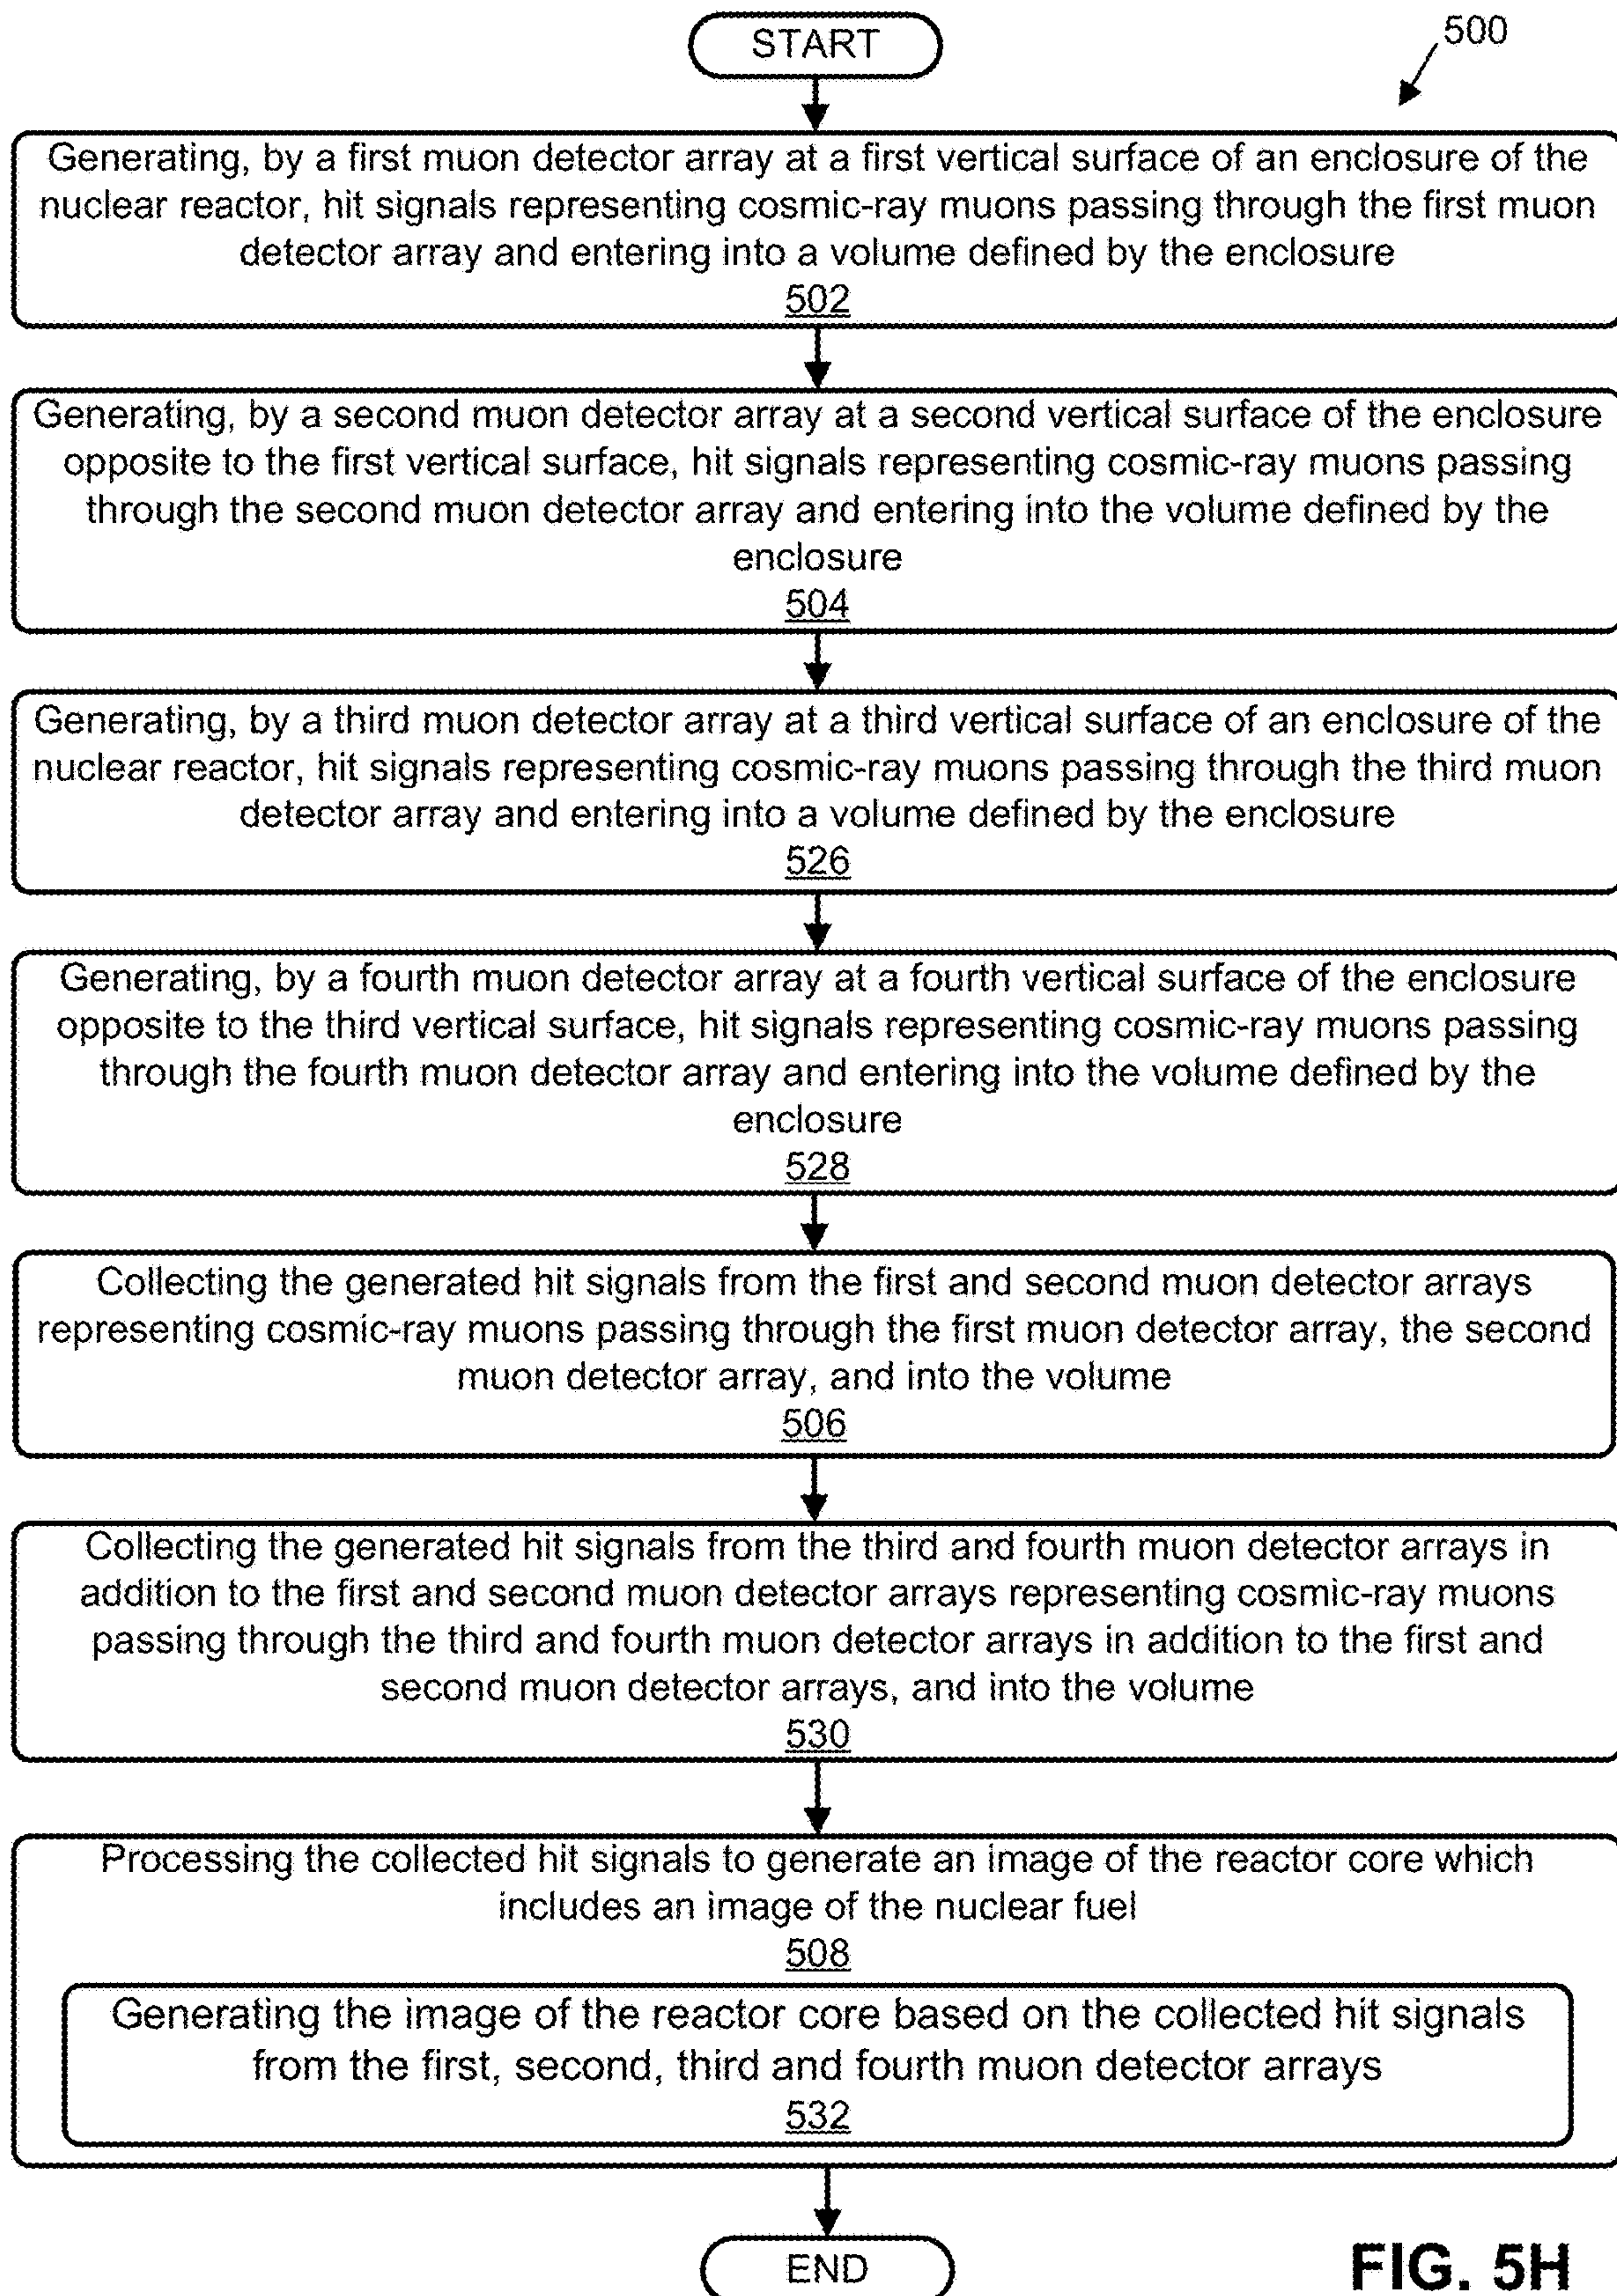 START
500
Generating, by a first muon detector array at a first vertical surface of an enclosure of the
nuclear reactor, hit signals representing cosmic-ray muons passing through the first muon
detector array and entering into a volume defined by the enclosure
502
Generating, by a second muon detector array at a second vertical surface of the enclosure
opposite to the first vertical surface, hit signals representing cosmic-ray muons passing
through the second muon detector array and entering into the volume defined by the
enclosure
504
Generating, by a third muon detector array at a third vertical surface of an enclosure of the
nuclear reactor, hit signals representing cosmic-ray muons passing through the third muon
detector array and entering into a volume defined by the enclosure
526
Generating, by a fourth muon detector array at a fourth vertical surface of the enclosure
opposite to the third vertical surface, hit signals representing cosmic-ray muons passing
through the fourth muon detector array and entering into the volume defined by the
enclosure
528
Collecting the generated hit signals from the first and second muon detector arrays
representing cosmic-ray muons passing through the first muon detector array, the second
muon detector array, and into the volume
506
Collecting the generated hit signals from the third and fourth muon detector arrays in
addition to the first and second muon detector arrays representing cosmic-ray muons
passing through the third and fourth muon detector arrays in addition to the first and
second muon detector arrays, and into the volume
530
Processing the collected hit signals to generate an image of the reactor core which
includes an image of the nuclear fuel
508
Generating the image of the reactor core based on the collected hit signals
from the first, second, third and fourth muon detector arrays
532
END
FIG. 5H